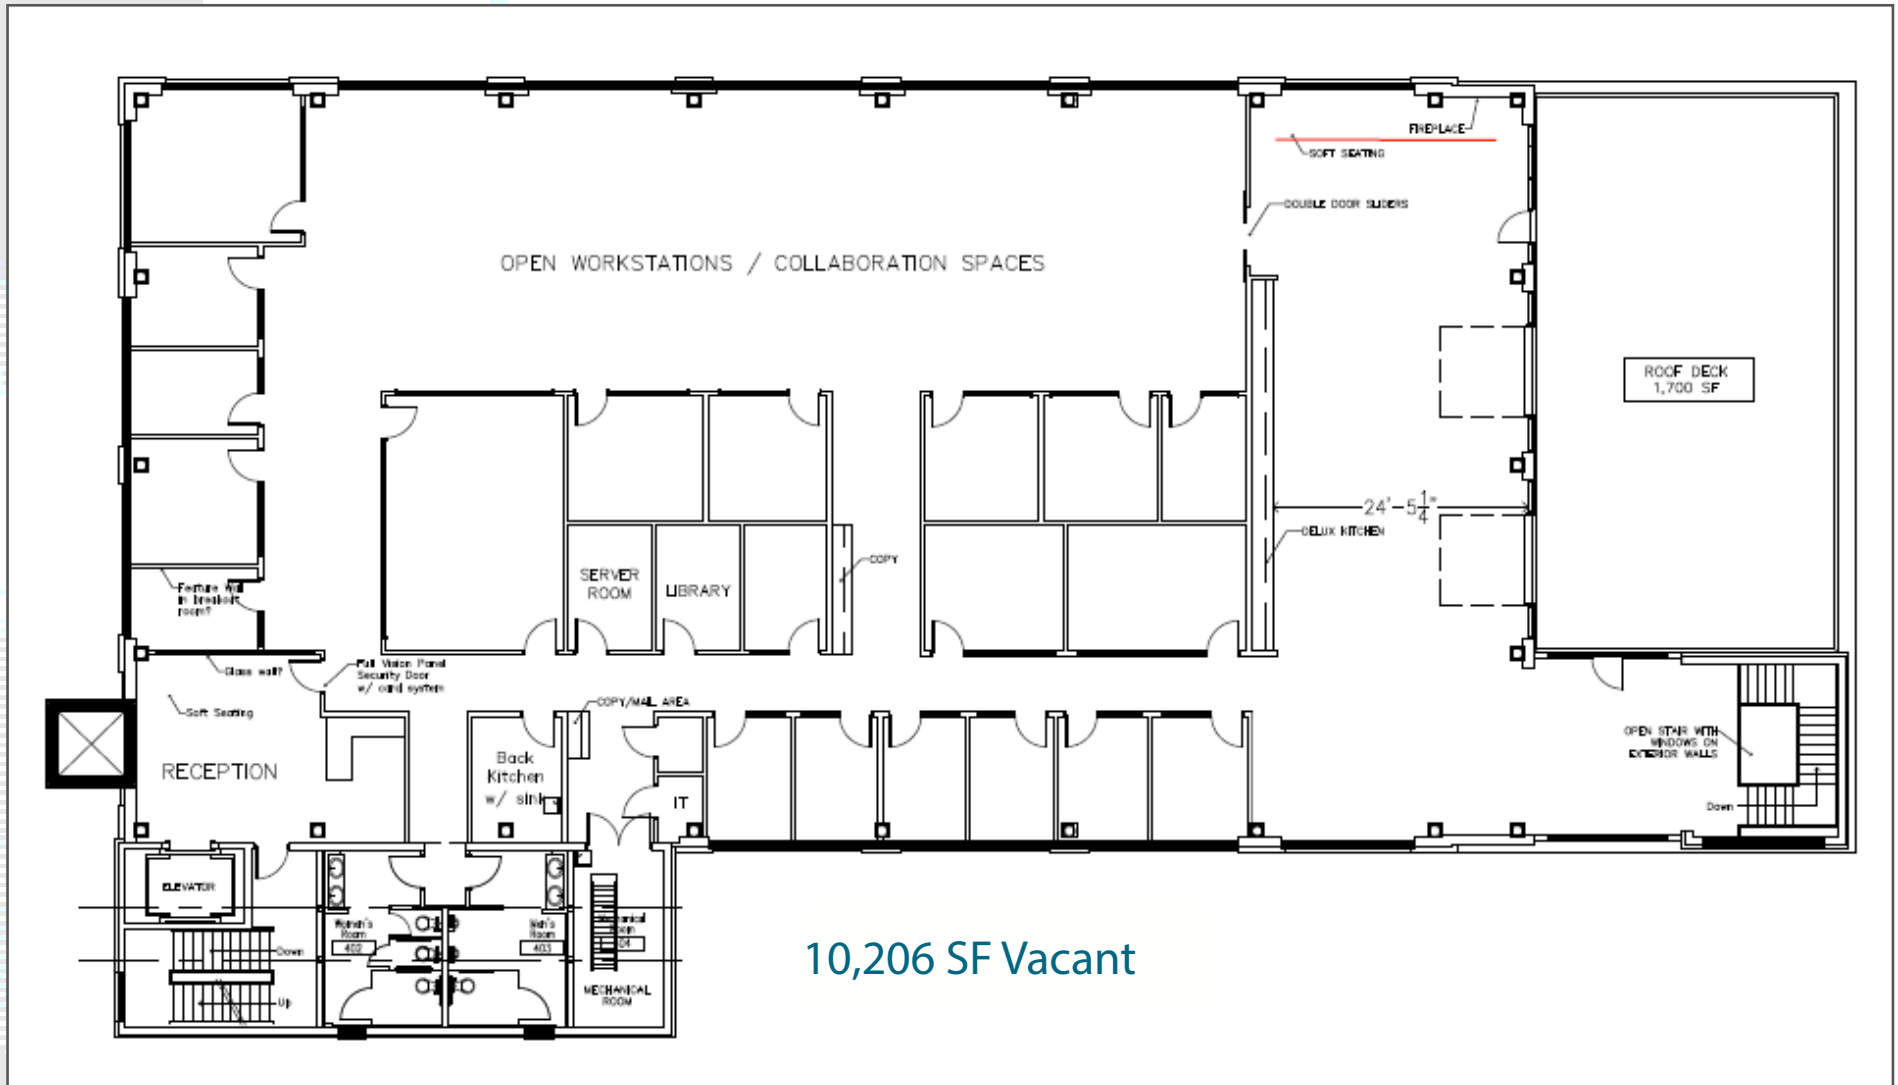 FIREPLACE
SOFT SEATING
DOUBLE DOOR SLIDERS
OPEN WORKSTATIONS / COLLABORATION SPACES
ROOF DECK
1,700 SF
24'-5 1/4"
DELUX KITCHEN
COPY
SERVER
ROOM
LIBRARY
Feature Wall
in breakout
room?
Glass wall?
Full Vision Panel
Security Door
w/ card system
Soft Seating
COPY/MAIL AREA
RECEPTION
Back
Kitchen
w/ sink
IT
OPEN STAIR WITH
WINDOWS ON
EXTERIOR WALLS
Down
ELEVATOR
Women's
Room
402
Men's
Room
403
Mechanical
Room
Down
Up
MECHANICAL
ROOM
10,206 SF Vacant